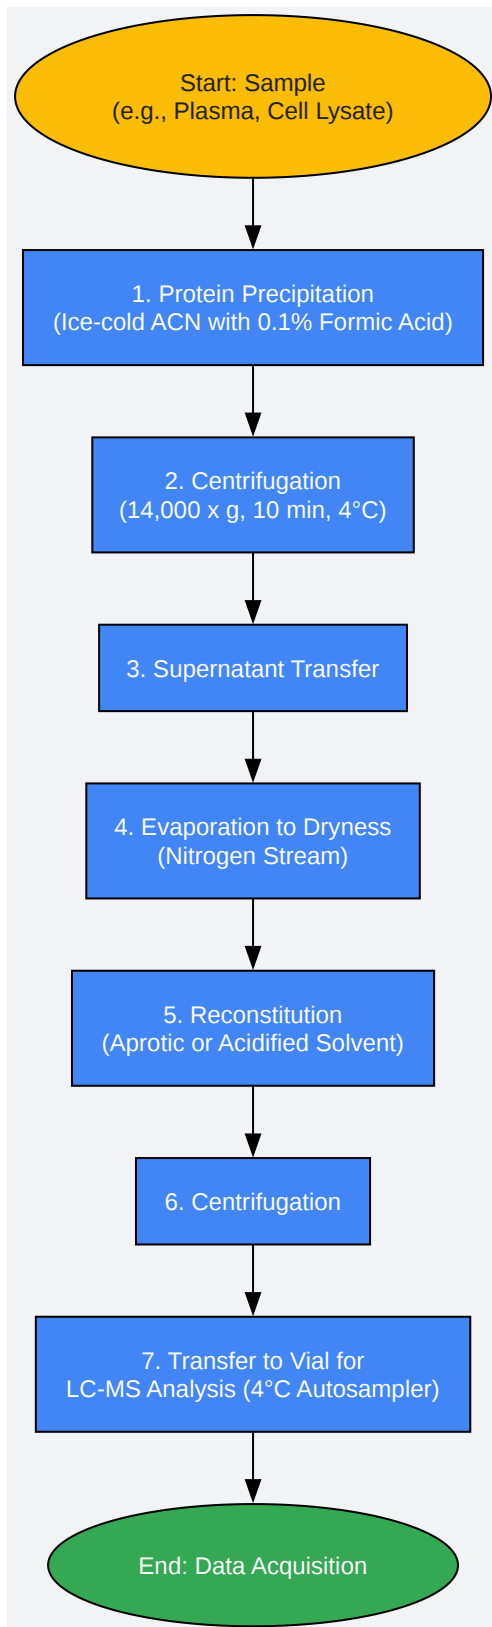 Start: Sample
(e.g., Plasma, Cell Lysate)
1. Protein Precipitation
(Ice-cold ACN with 0.1% Formic Acid)
2. Centrifugation
(14,000 x g, 10 min, 4°C)
3. Supernatant Transfer
4. Evaporation to Dryness
(Nitrogen Stream)
5. Reconstitution
(Aprotic or Acidified Solvent)
6. Centrifugation
7. Transfer to Vial for
LC-MS Analysis (4°C Autosampler)
End: Data Acquisition